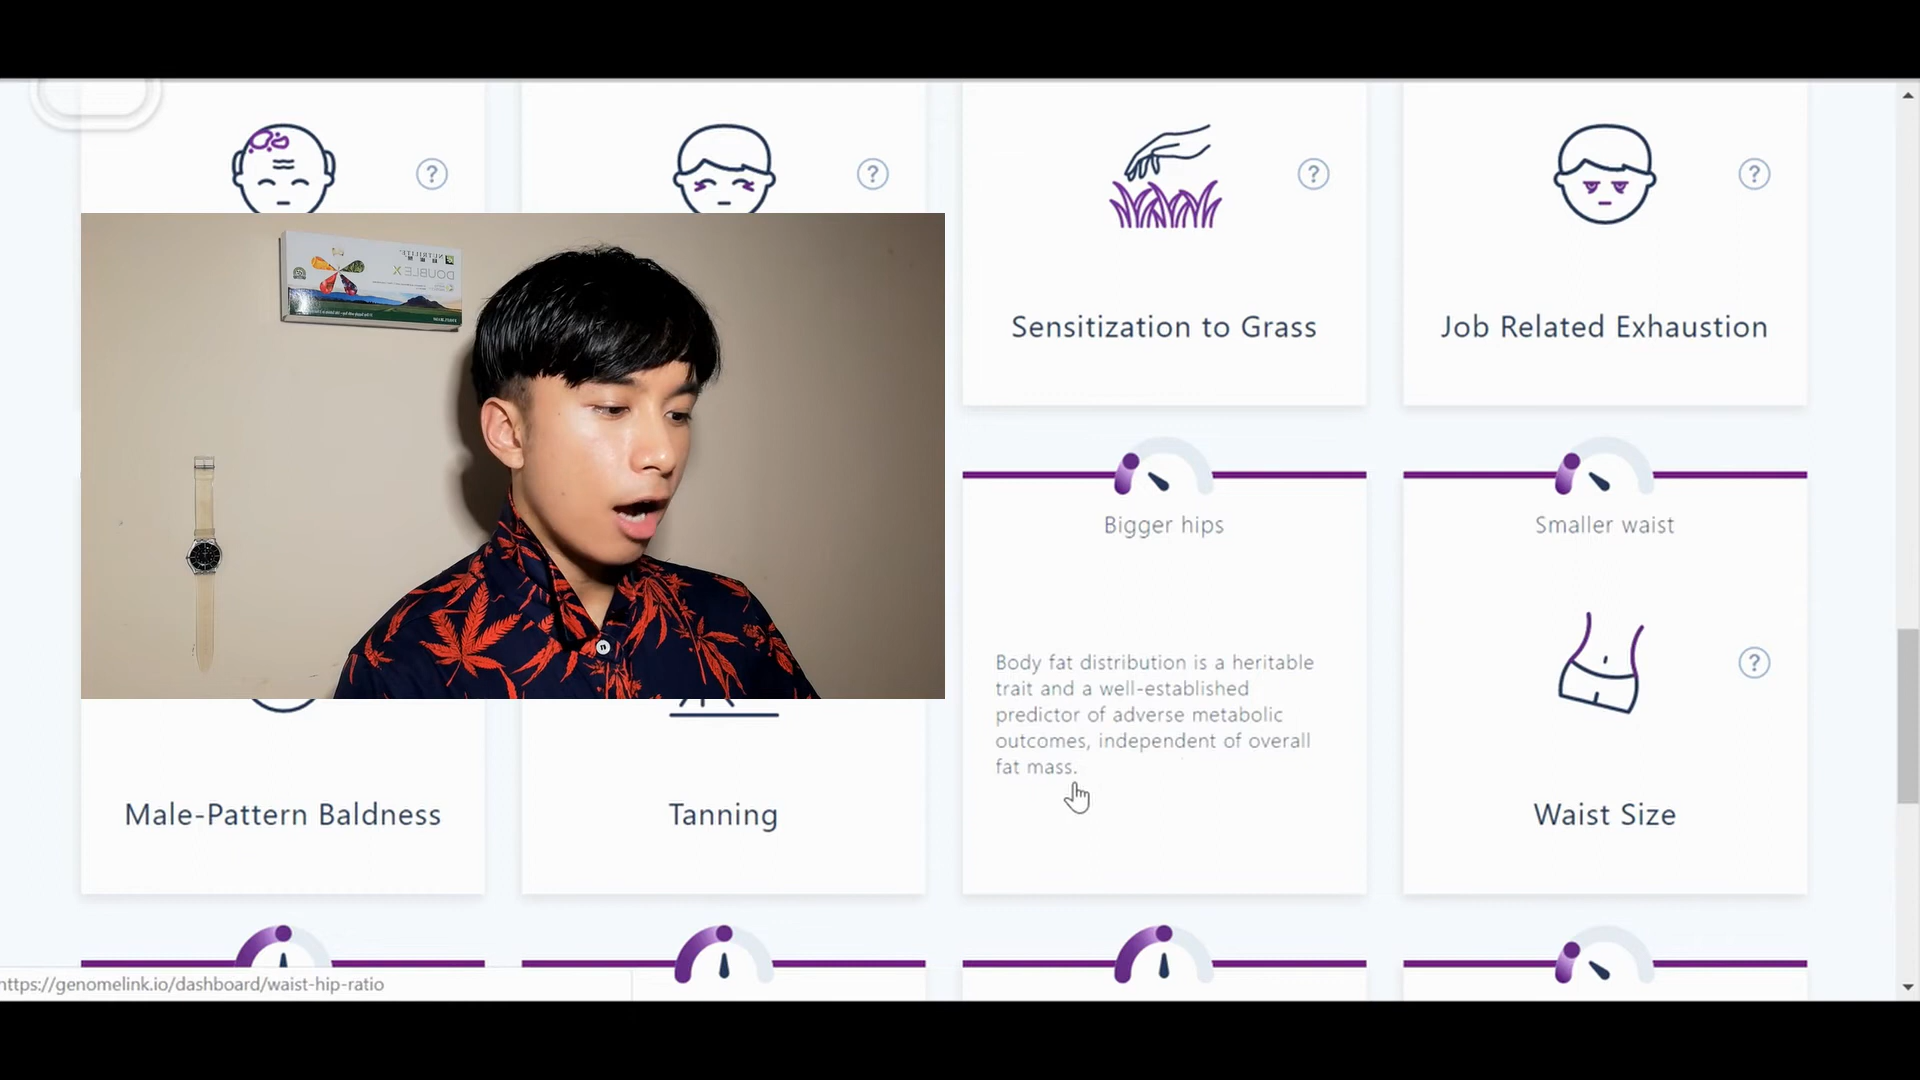 ?
?
?
?
Sensitization to Grass
Job Related Exhaustion
DOUBLE X
Bigger hips
Smaller waist
Body fat distribution is a heritable
trait and a well-established
predictor of adverse metabolic
outcomes, independent of overall
fat mass.
?
Male-Pattern Baldness
Tanning
Waist Size
https://genomelink.io/dashboard/waist-hip-ratio